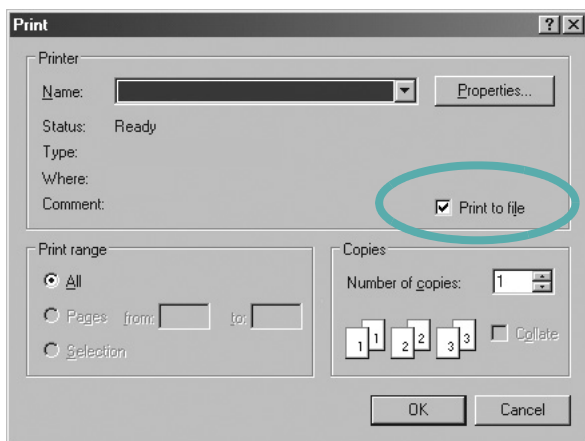 Print
Printer
Name:
Properties...
Status: Ready
Type:
Where:
Comment:
Print to file
Print range
All
Pages from: to:
Selection
Copies
Number of copies: 1
1 1 2 2 3 3
Collate
OK Cancel